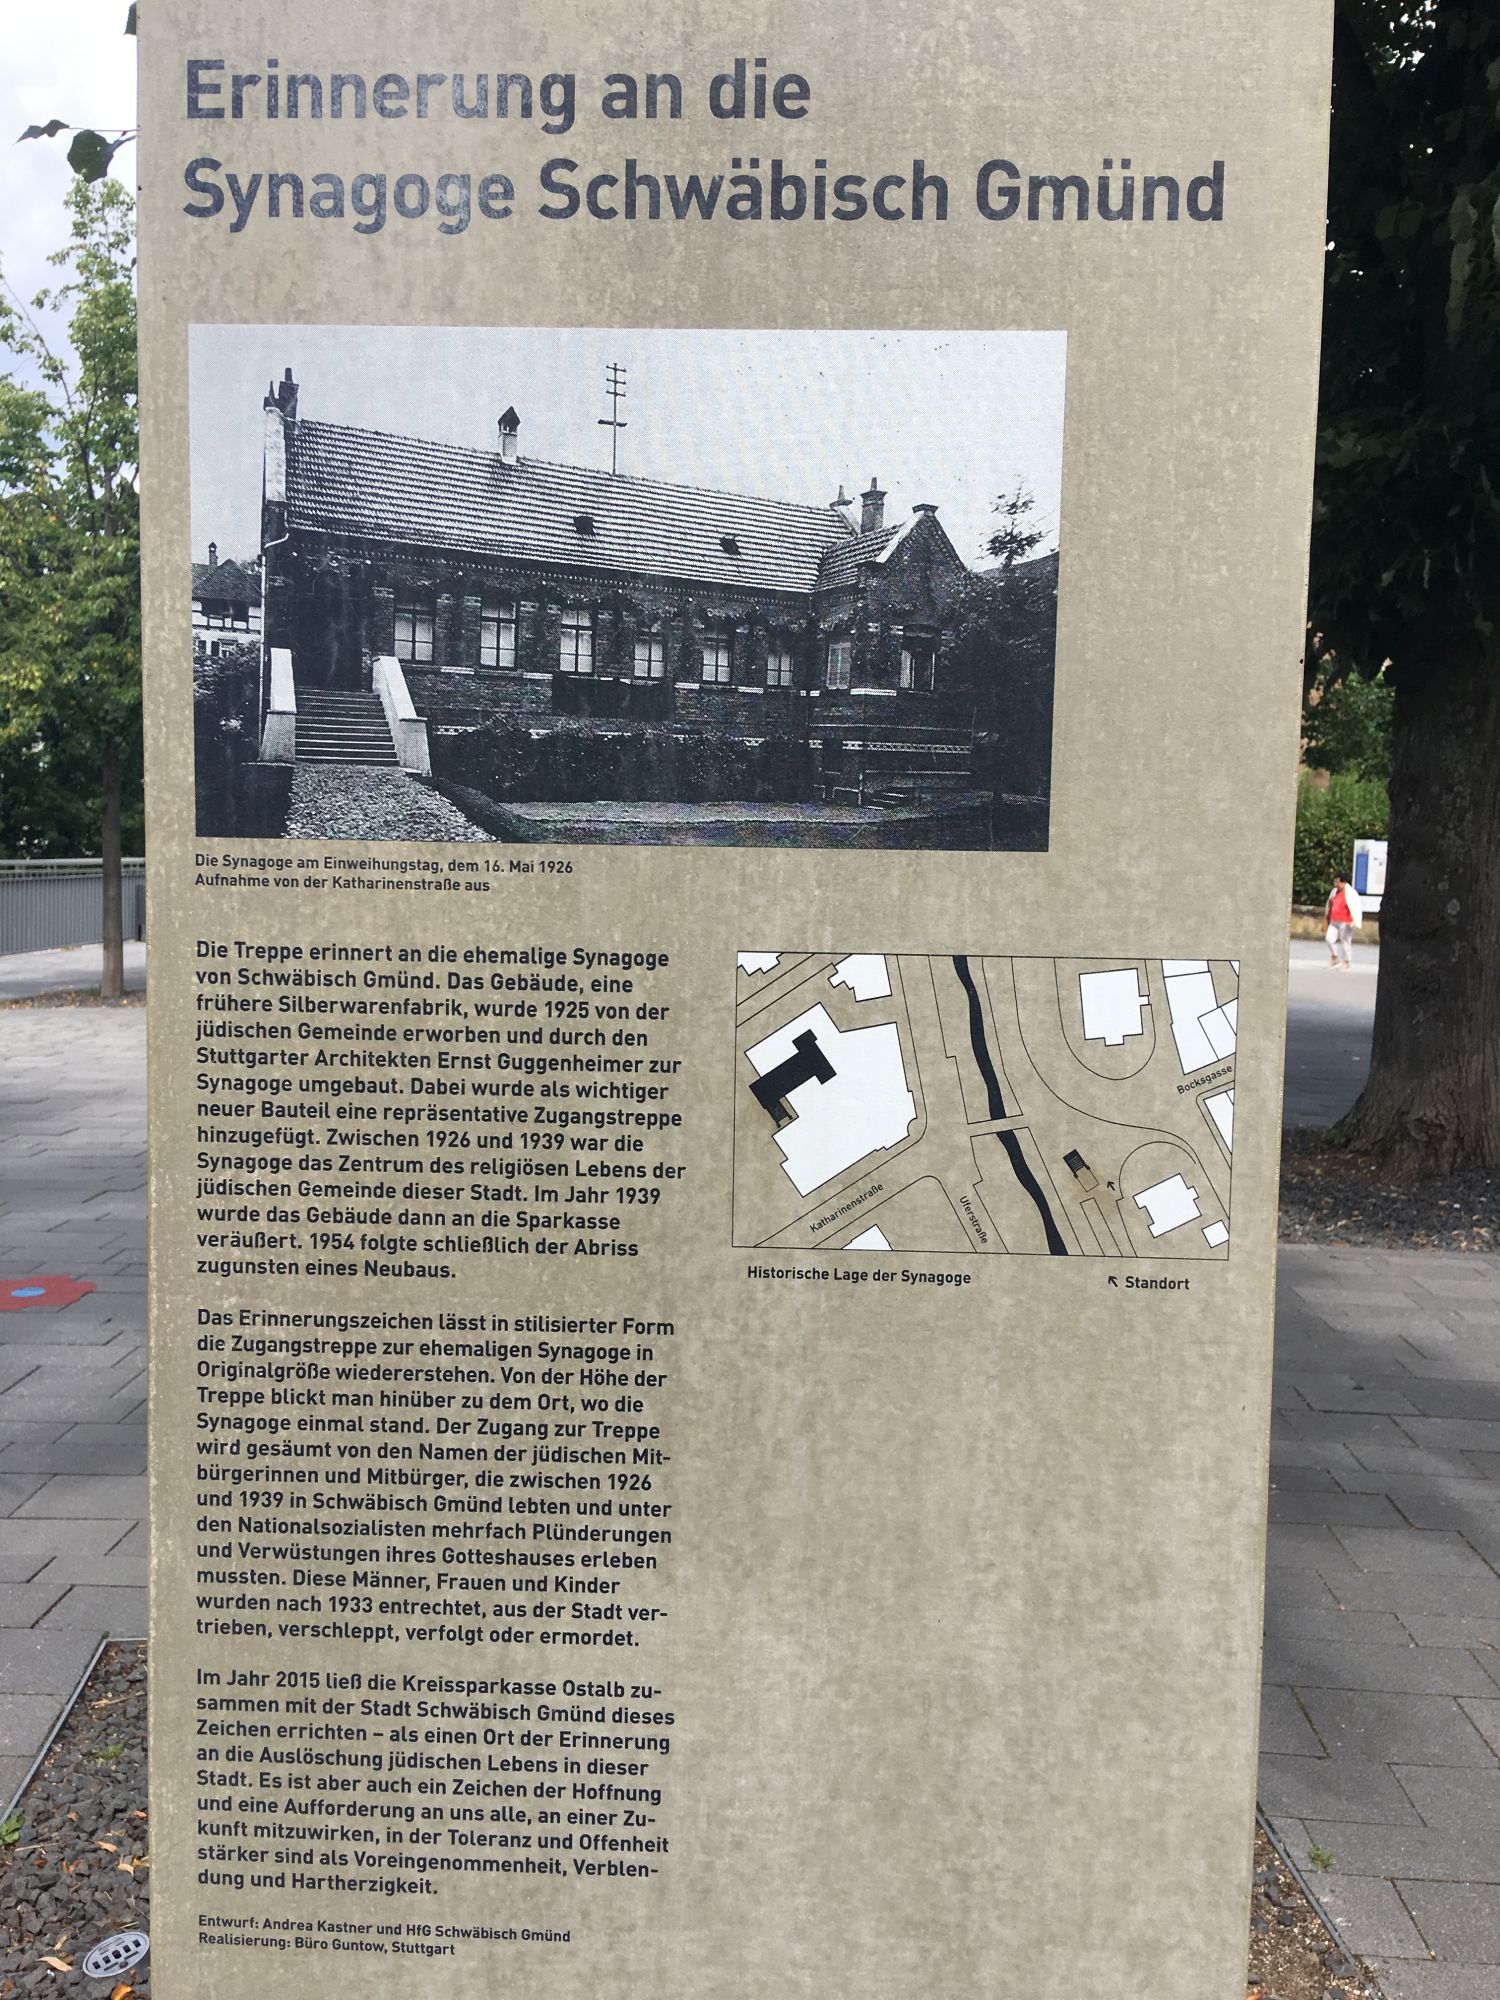 Erinnerung an die
Synagoge Schwäbisch Gmünd
Die Synagoge am Einweihungstag, dem 16. Mai 1926
Aufnahme von der Katharinenstraße aus
Die Treppe erinnert an die ehemalige Synagoge
von Schwäbisch Gmünd. Das Gebäude, eine
frühere Silberwarenfabrik, wurde 1925 von der
jüdischen Gemeinde erworben und durch den
Stuttgarter Architekten Ernst Guggenheimer zur
Synagoge umgebaut. Dabei wurde als wichtiger
neuer Bauteil eine repräsentative Zugangstreppe
hinzugefügt. Zwischen 1926 und 1939 war die
Synagoge das Zentrum des religiösen Lebens der
jüdischen Gemeinde dieser Stadt. Im Jahr 1939
wurde das Gebäude dann an die Sparkasse
veräußert. 1954 folgte schließlich der Abriss
zugunsten eines Neubaus.
Das Erinnerungszeichen lässt in stilisierter Form
die Zugangstreppe zur ehemaligen Synagoge in
Originalgröße wiedererstehen. Von der Höhe der
Treppe blickt man hinüber zu dem Ort, wo die
Synagoge einmal stand. Der Zugang zur Treppe
wird gesäumt von den Namen der jüdischen Mit-
bürgerinnen und Mitbürger, die zwischen 1926
und 1939 in Schwäbisch Gmünd lebten und unter
den Nationalsozialisten mehrfach Plünderungen
und Verwüstungen ihres Gotteshauses erleben
mussten. Diese Männer, Frauen und Kinder
wurden nach 1933 entrechtet, aus der Stadt ver-
trieben, verschleppt, verfolgt oder ermordet.
Im Jahr 2015 ließ die Kreissparkasse Ostalb zu-
sammen mit der Stadt Schwäbisch Gmünd dieses
Zeichen errichten – als einen Ort der Erinnerung
an die Auslöschung jüdischen Lebens in dieser
Stadt. Es ist aber auch ein Zeichen der Hoffnung
und eine Aufforderung an uns alle, an einer Zu-
kunft mitzuwirken, in der Toleranz und Offenheit
stärker sind als Voreingenommenheit, Verblen-
dung und Hartherzigkeit.
Entwurf: Andrea Kastner und HfG Schwäbisch Gmünd
Realisierung: Büro Guntow, Stuttgart
Bocksgasse
Katharinenstraße
Uferstraße
Historische Lage der Synagoge
Standort